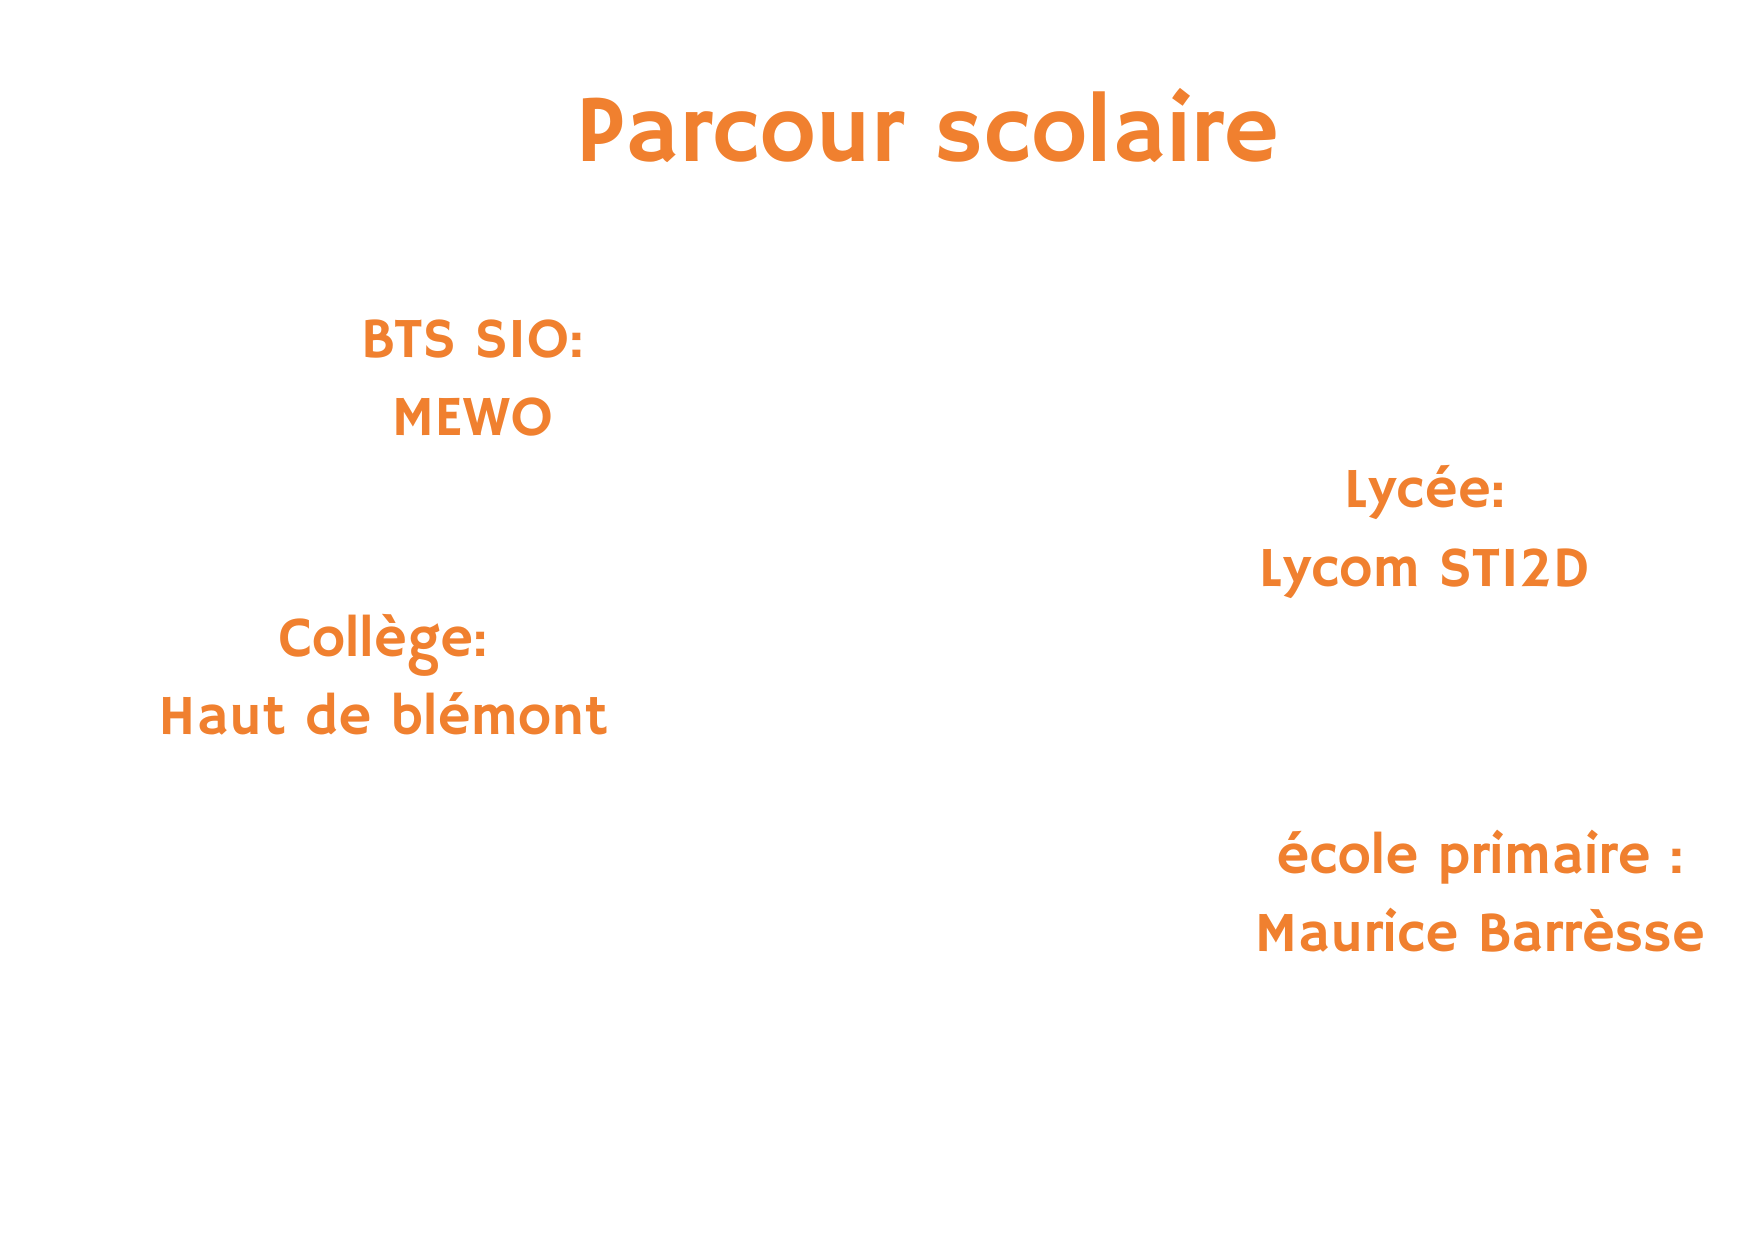 Parcour scolaire
BTS SIO:
MEWO
Lycée:
Lycom STI2D
Collège:
Haut de blémont
école primaire :
Maurice Barrèsse